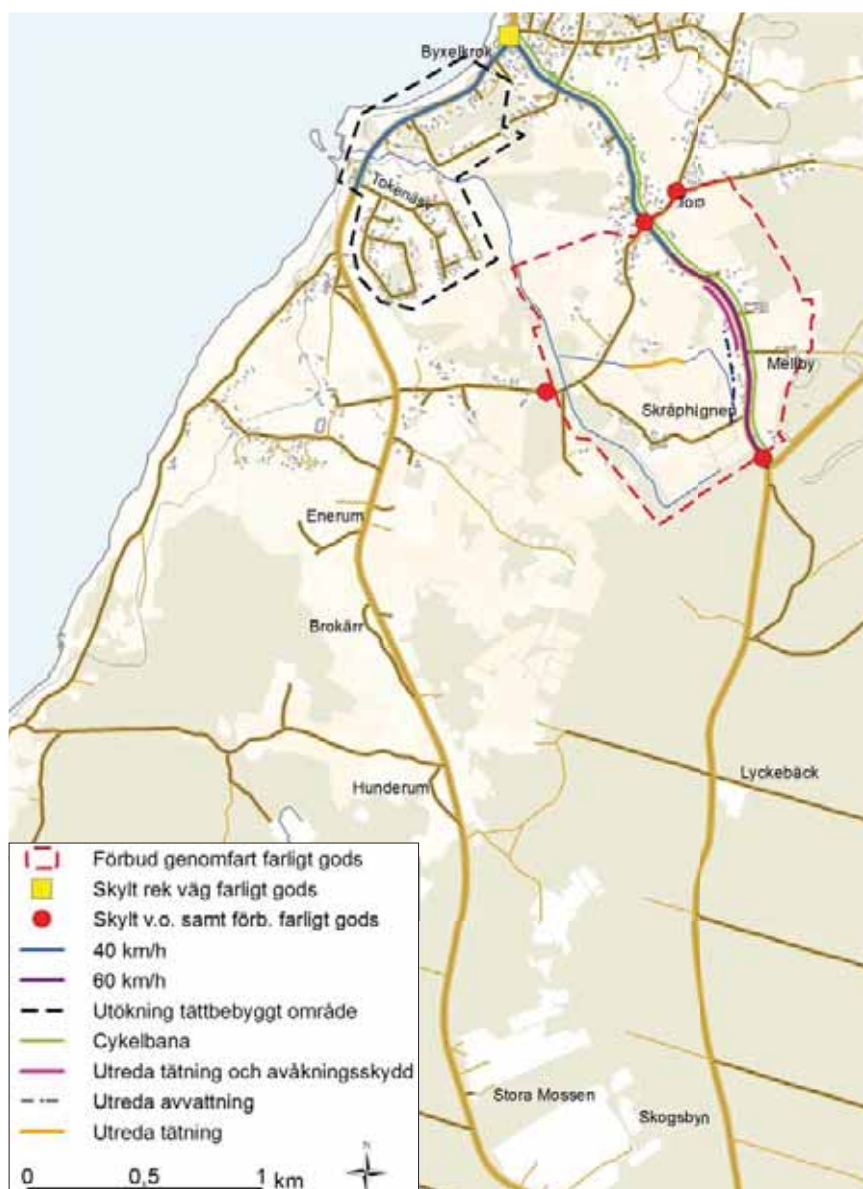 Byxelkrok
Tokenäs
Mellby
Enerum
Brokärr
Hunderum
Lyckebäck
Stora Mossen
Skogsbyn
Förbud genomfart farligt gods
Skylt rek väg farligt gods
Skylt v.o. samt förb. farligt gods
40 km/h
60 km/h
Utökning tättbebyggt område
Cykelbana
Utreda tätning och avåkningsskydd
Utreda avvattning
Utreda tätning
N
0 0,5 1 km